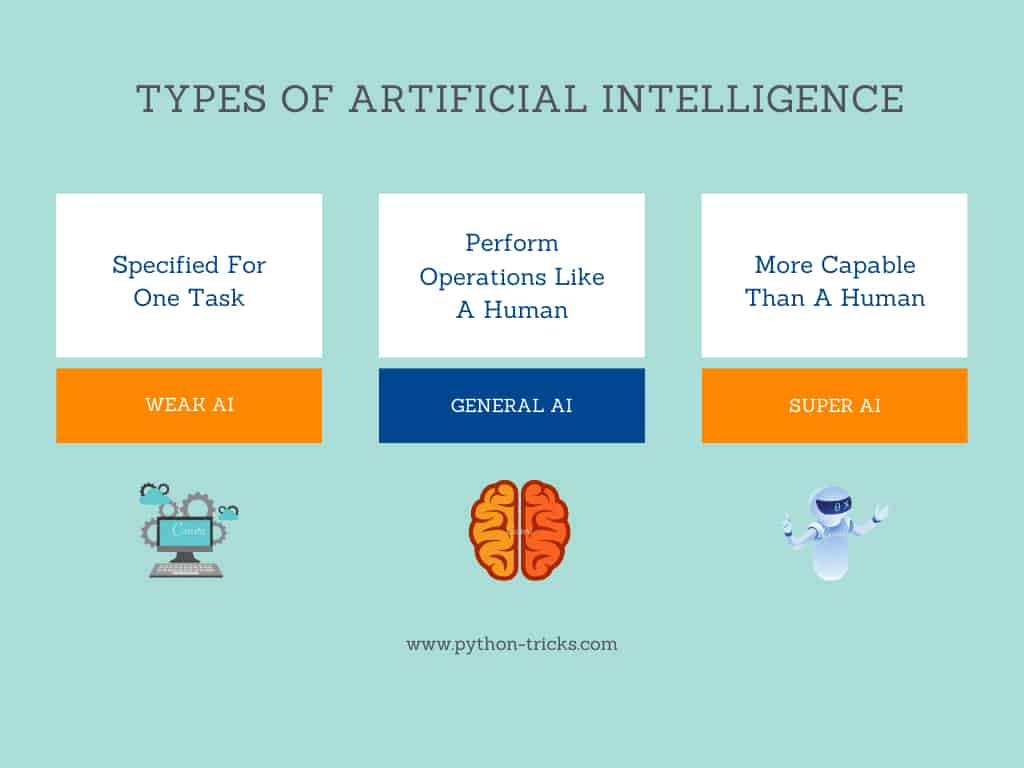 TYPES OF ARTIFICIAL INTELLIGENCE
Specified For
One Task
Perform
Operations Like
A Human
More Capable
Than A Human
WEAK AI
GENERAL AI
SUPER AI
Canva
www.python-tricks.com